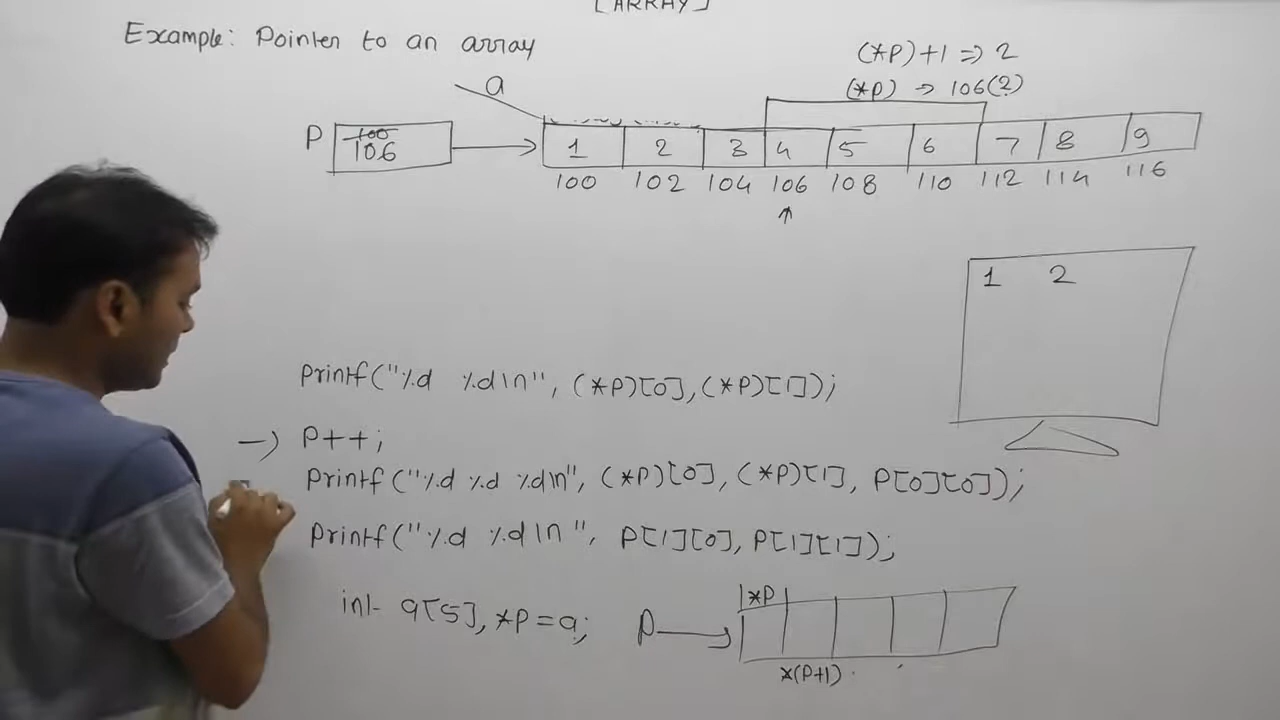 [ARRAY]
Example: Pointer to an array
(*P)+1 => 2
(*P) -> 106(2)
a
P 100 106
1 2 3 4 5 6 7 8 9
100 102 104 106 108 110 112 114 116
1 2
printf("%d %d\n", (*P)[0],(*P)[1]);
-> P++;
printf("%d %d %d\n", (*P)[0], (*P)[1], P[0][0]);
printf("%d %d\n", P[1][0], P[1][1]);
int a[5], *P=a;
P
*P
*(P+1)